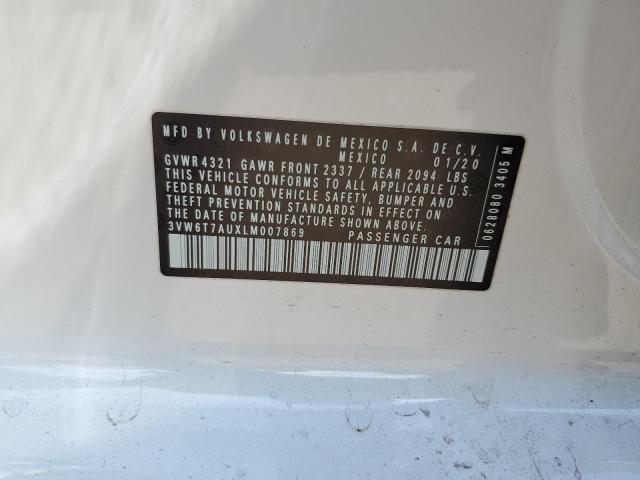 MFD BY VOLKSWAGEN DE MEXICO S.A. DE C.V.
MEXICO 01/20
GVWR 4321 GAWR FRONT 2337 / REAR 2094 LBS
THIS VEHICLE CONFORMS TO ALL APPLICABLE U.S.
FEDERAL MOTOR VEHICLE SAFETY, BUMPER AND
THEFT PREVENTION STANDARDS IN EFFECT ON
THE DATE OF MANUFACTURE SHOWN ABOVE.
3VW6T7AUXLM007869 PASSENGER CAR
0628080 3405 M